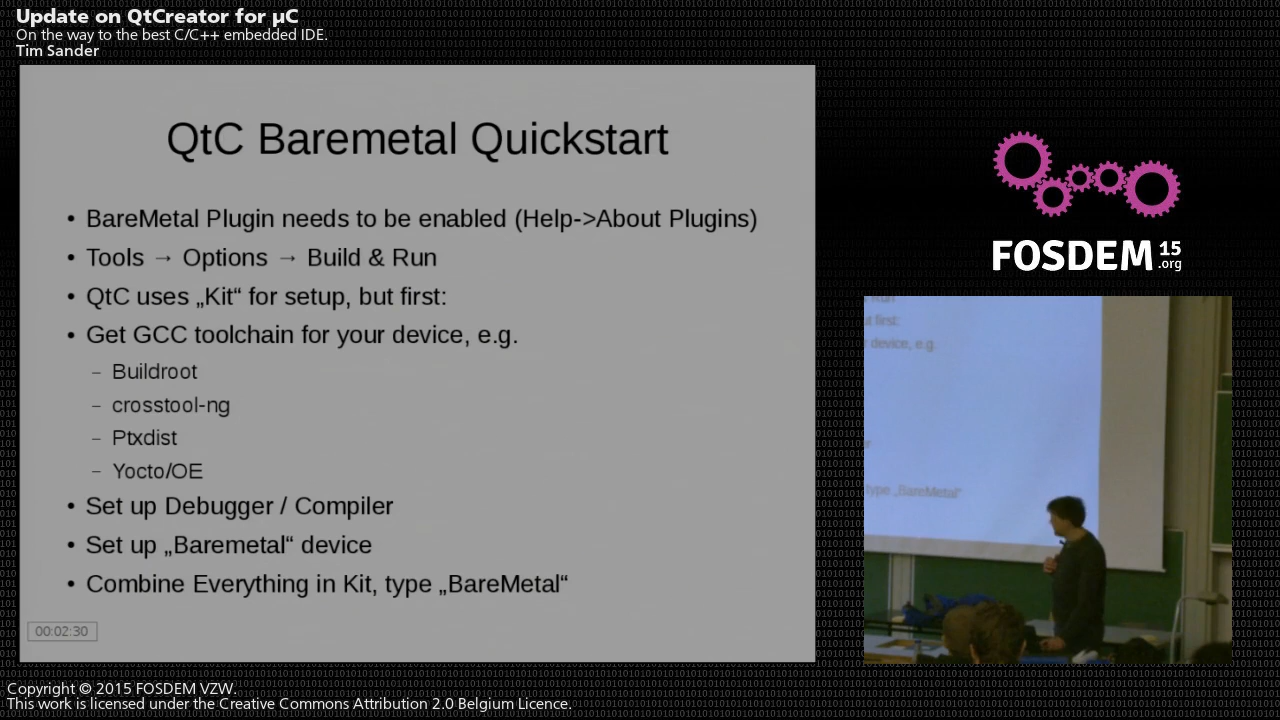 Update on QtCreator for µC
On the way to the best C/C++ embedded IDE.
Tim Sander
QtC Baremetal Quickstart
• BareMetal Plugin needs to be enabled (Help->About Plugins)
• Tools → Options → Build & Run
• QtC uses „Kit“ for setup, but first:
• Get GCC toolchain for your device, e.g.
– Buildroot
– crosstool-ng
– Ptxdist
– Yocto/OE
• Set up Debugger / Compiler
• Set up „Baremetal“ device
• Combine Everything in Kit, type „BareMetal“
00:02:30
FOSDEM 15
.org
first:
device, e.g.
type „BareMetal“
Copyright © 2015 FOSDEM VZW.
This work is licensed under the Creative Commons Attribution 2.0 Belgium Licence.